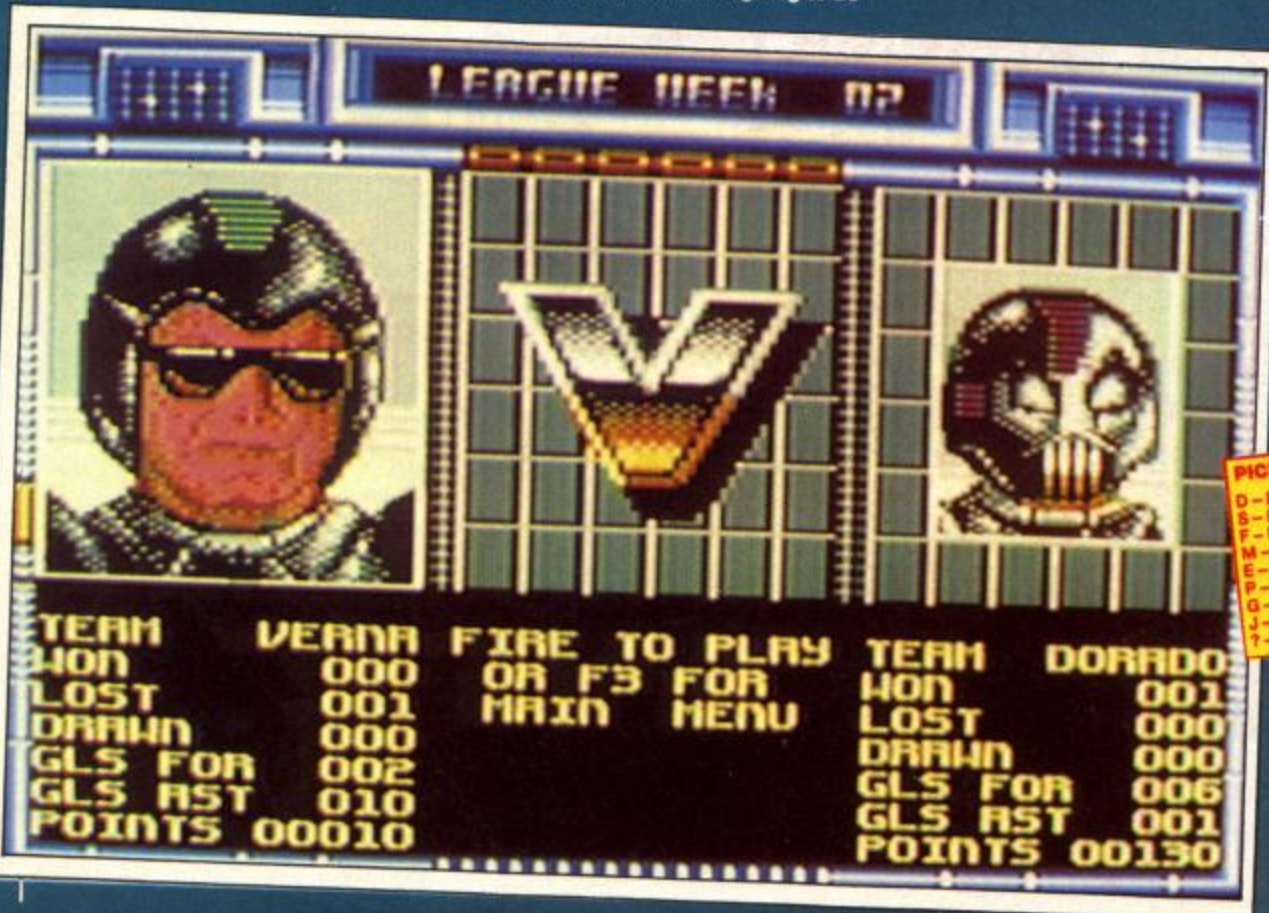 LEAGUE WEEK 02
V
TEAM VERNA
WON 000
LOST 001
DRAWN 000
GLS FOR 002
GLS AST 010
POINTS 00010
FIRE TO PLAY
OR F3 FOR
MAIN MENU
TEAM DORADO
WON 001
LOST 000
DRAWN 000
GLS FOR 006
GLS AST 001
POINTS 00130
D -
S -
F -
M -
E -
P -
G -
J -
? -